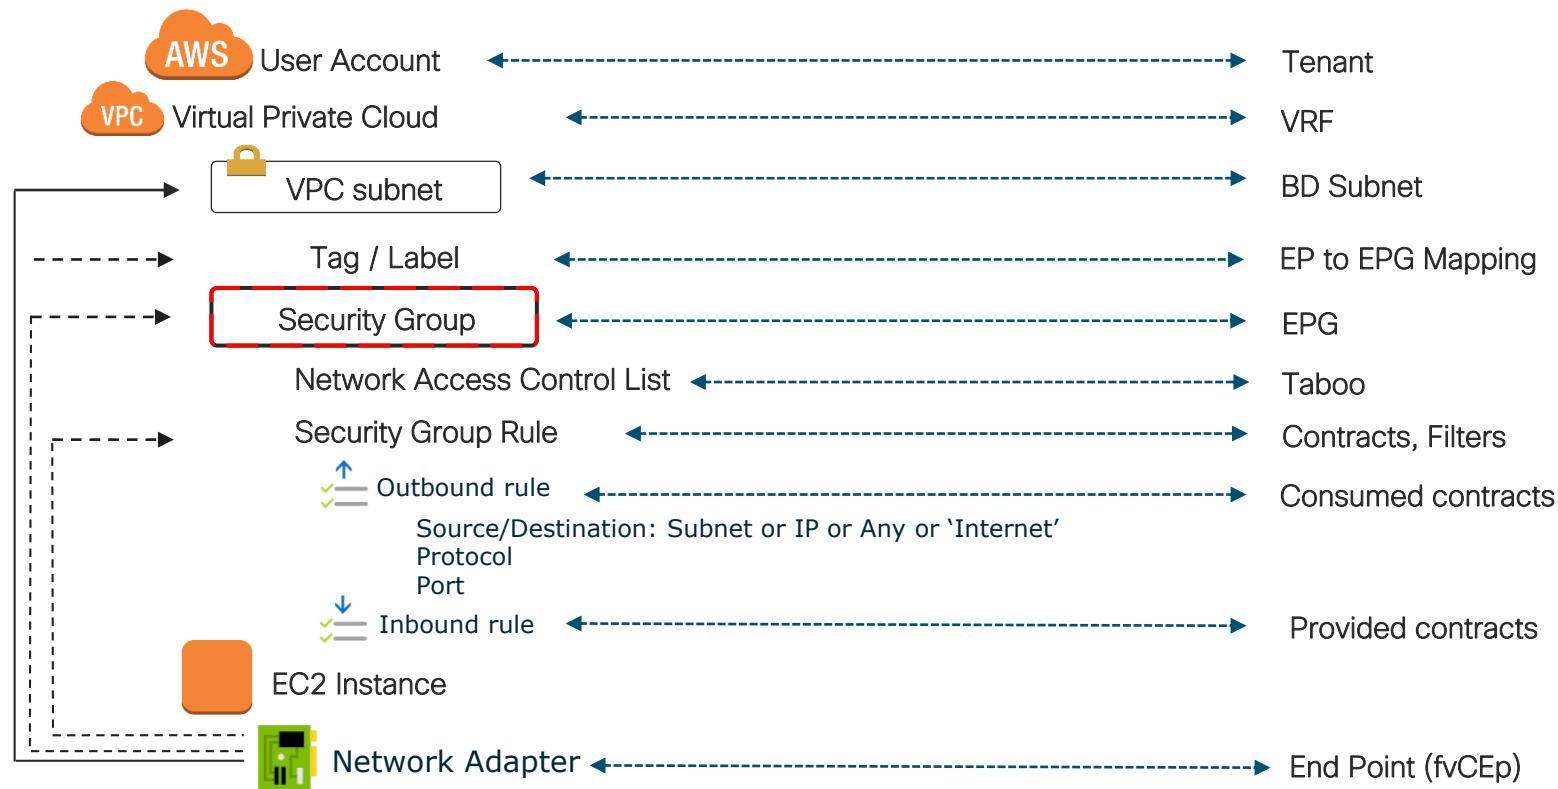 AWS User Account Tenant
VPC Virtual Private Cloud VRF
VPC subnet BD Subnet
Tag / Label EP to EPG Mapping
Security Group EPG
Network Access Control List Taboo
Security Group Rule Contracts, Filters
Outbound rule Consumed contracts
Source/Destination: Subnet or IP or Any or ‘Internet’
Protocol
Port
Inbound rule Provided contracts
EC2 Instance
Network Adapter End Point (fvCEp)